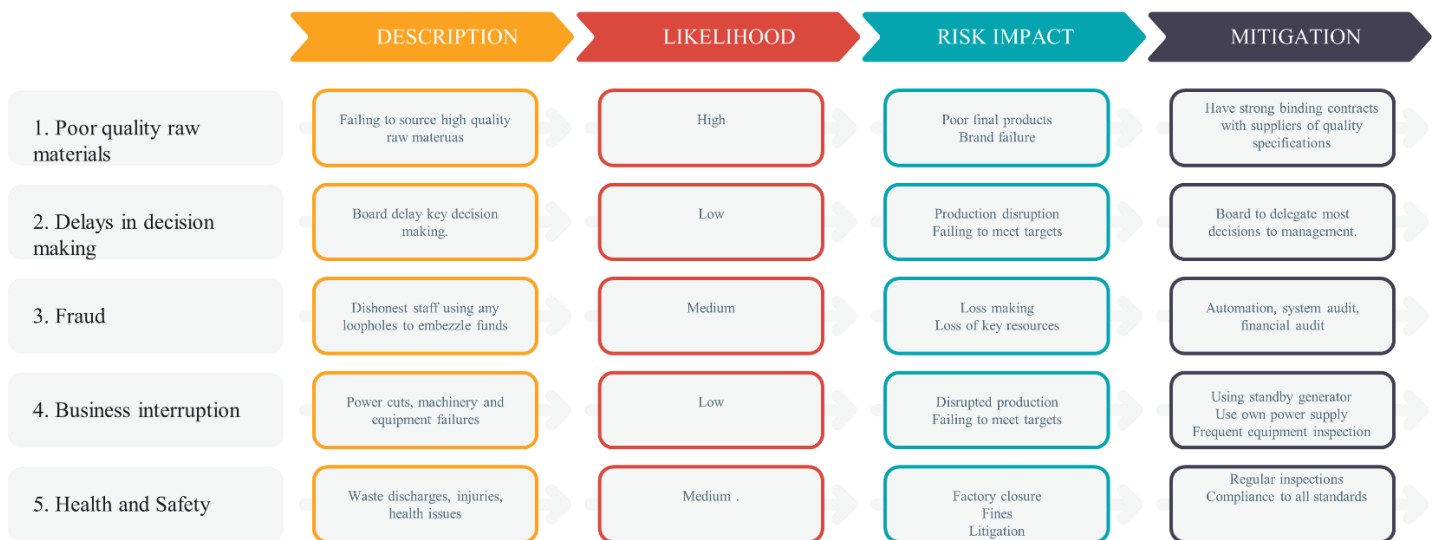 DESCRIPTION
LIKELIHOOD
RISK IMPACT
MITIGATION
1. Poor quality raw
materials
Failing to source high quality
raw materuas
High
Poor final products
Brand failure
Have strong binding contracts
with suppliers of quality
specifications
2. Delays in decision
making
Board delay key decision
making.
Low
Production disruption
Failing to meet targets
Board to delegate most
decisions to management.
3. Fraud
Dishonest staff using any
loopholes to embezzle funds
Medium
Loss making
Loss of key resources
Automation, system audit,
financial audit
4. Business interruption
Power cuts, machinery and
equipment failures
Low
Disrupted production
Failing to meet targets
Using standby generator
Use own power supply
Frequent equipment inspection
5. Health and Safety
Waste discharges, injuries,
health issues
Medium .
Factory closure
Fines
Litigation
Regular inspections
Compliance to all standards